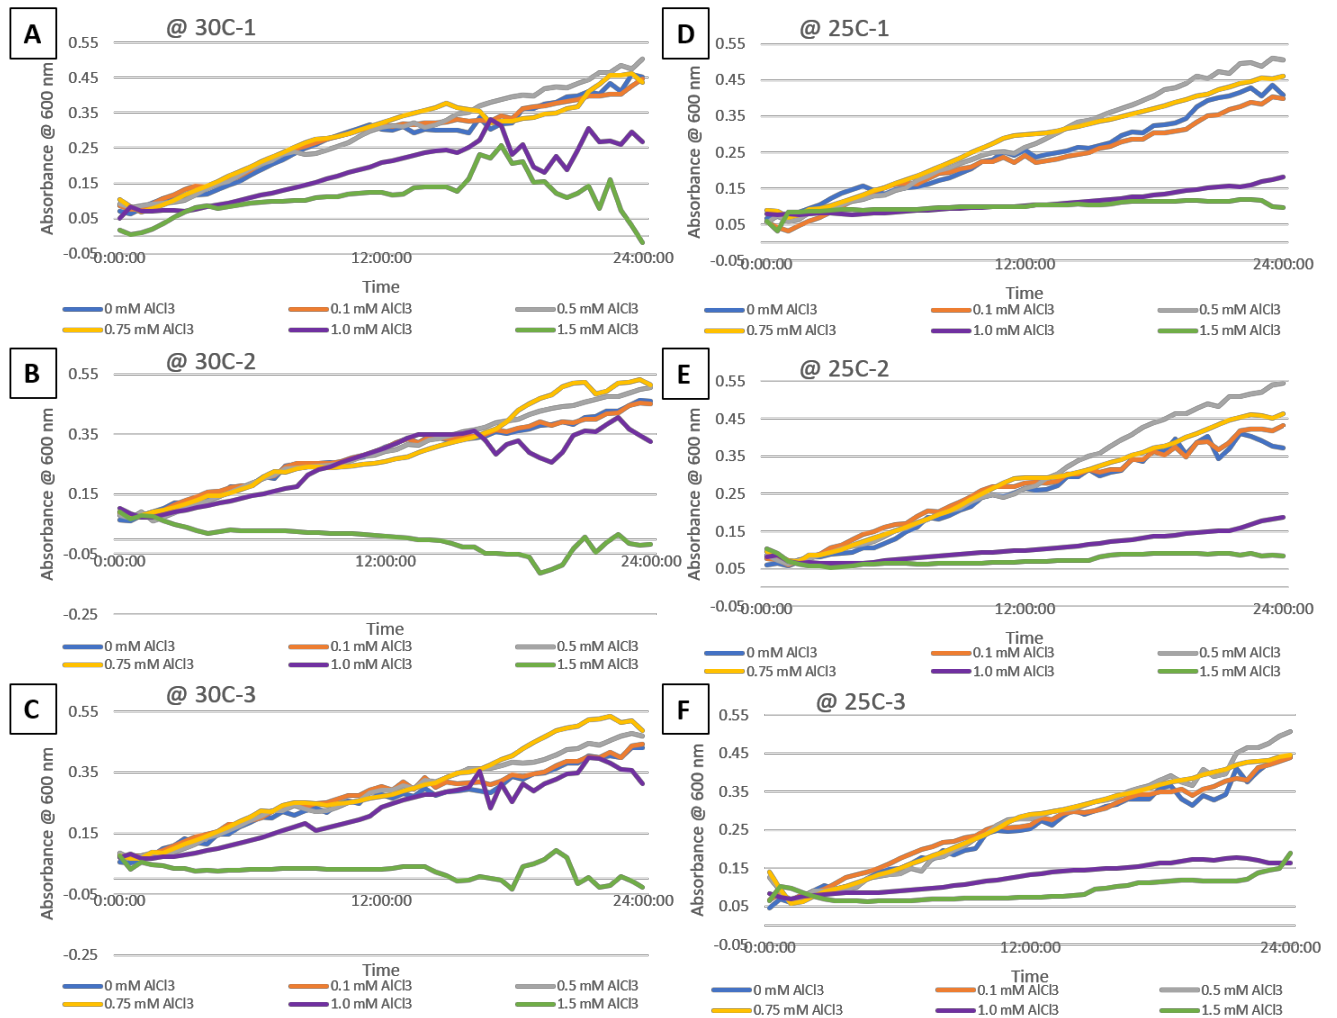 A
@ 30C-1
Absorbance @ 600 nm
0.55
0.45
0.35
0.25
0.15
0.05
-0.05
0:00:00
12:00:00
24:00:00
Time
0 mM AlCl3
0.1 mM AlCl3
0.5 mM AlCl3
0.75 mM AlCl3
1.0 mM AlCl3
1.5 mM AlCl3
B
@ 30C-2
Absorbance @ 600 nm
0.55
0.35
0.15
-0.05
-0.25
0:00:00
12:00:00
24:00:00
Time
0 mM AlCl3
0.1 mM AlCl3
0.5 mM AlCl3
0.75 mM AlCl3
1.0 mM AlCl3
1.5 mM AlCl3
C
@ 30C-3
Absorbance @ 600 nm
0.55
0.35
0.15
-0.05
-0.25
0:00:00
12:00:00
24:00:00
Time
0 mM AlCl3
0.1 mM AlCl3
0.5 mM AlCl3
0.75 mM AlCl3
1.0 mM AlCl3
1.5 mM AlCl3
D
@ 25C-1
Absorbance @ 600 nm
0.55
0.45
0.35
0.25
0.15
0.05
-0.05
0:00:00
12:00:00
24:00:00
Time
0 mM AlCl3
0.1 mM AlCl3
0.5 mM AlCl3
0.75 mM AlCl3
1.0 mM AlCl3
1.5 mM AlCl3
E
@ 25C-2
Absorbance @ 600 nm
0.55
0.45
0.35
0.25
0.15
0.05
-0.05
0:00:00
12:00:00
24:00:00
Time
0 mM AlCl3
0.1 mM AlCl3
0.5 mM AlCl3
0.75 mM AlCl3
1.0 mM AlCl3
1.5 mM AlCl3
F
@ 25C-3
Absorbance @ 600 nm
0.55
0.45
0.35
0.25
0.15
0.05
-0.05
0:00:00
12:00:00
24:00:00
Time
0 mM AlCl3
0.1 mM AlCl3
0.5 mM AlCl3
0.75 mM AlCl3
1.0 mM AlCl3
1.5 mM AlCl3